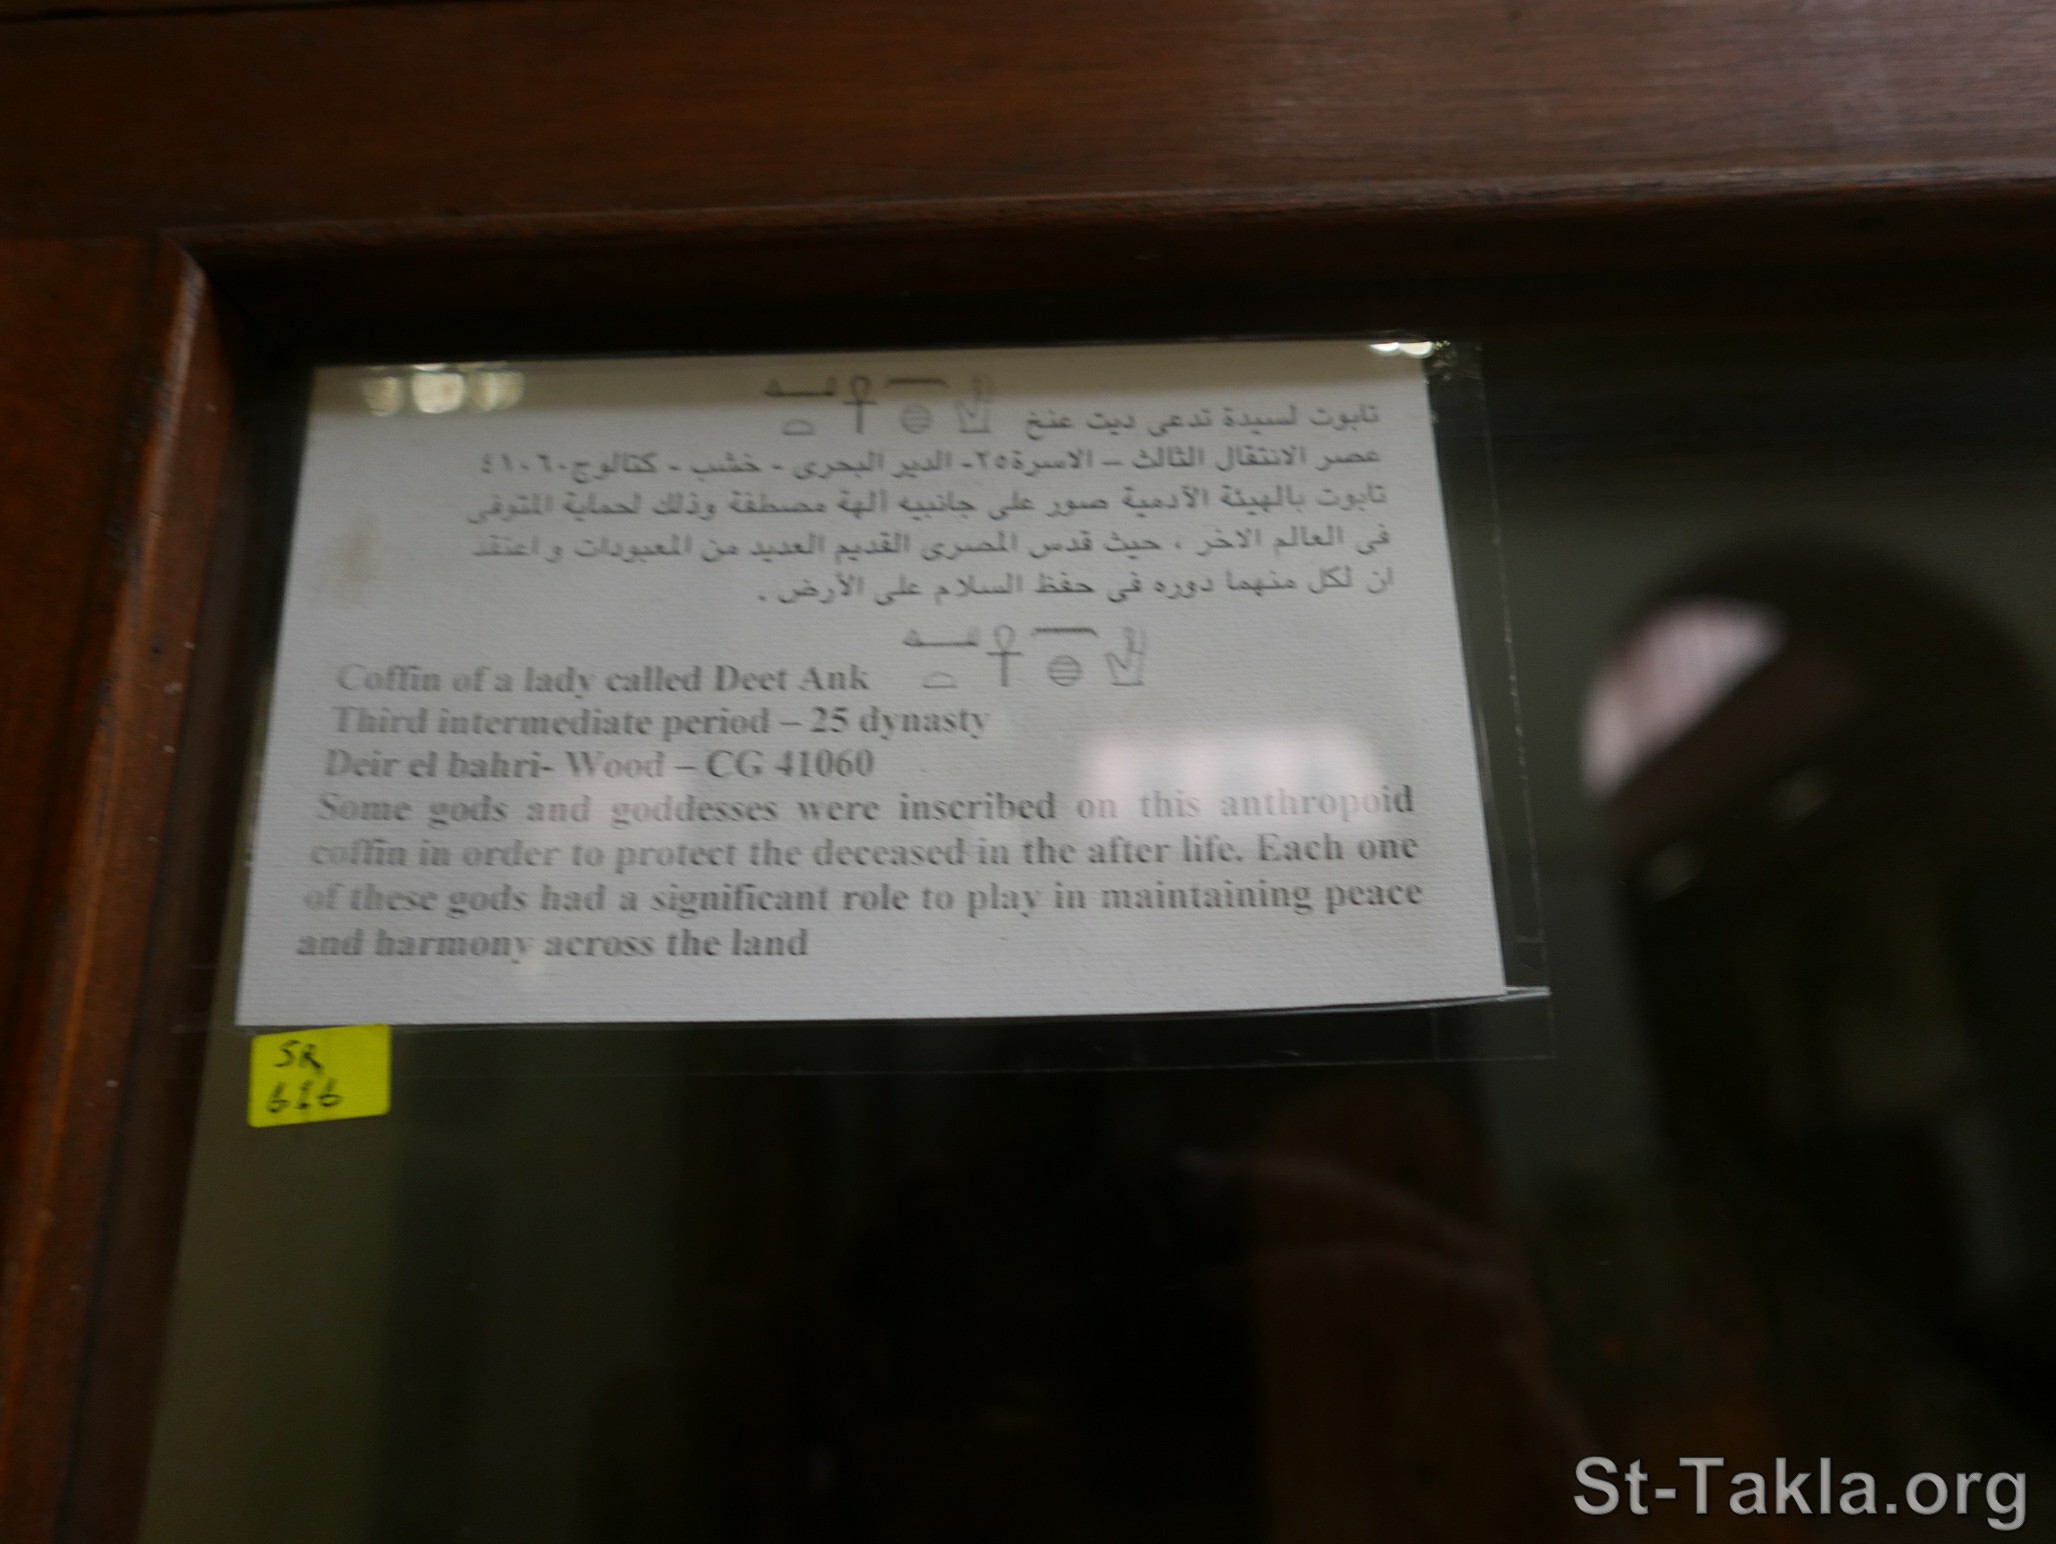 تابوت لسيدة تدعى ديت عنخ
عصر الانتقال الثالث – الاسرة٢٥- الدير البحرى - خشب - كتالوج٤١٠٦٠
تابوت بالهيئة الآدمية صور على جانبيه ألهة مصطفة وذلك لحماية المتوفى
فى العالم الاخر ، حيث قدس المصرى القديم العديد من المعبودات و اعتقد
ان لكل منهما دوره فى حفظ السلام على الأرض .
Coffin of a lady called Deet Ank
Third intermediate period – 25 dynasty
Deir el bahri- Wood – CG 41060
Some gods and goddesses were inscribed on this anthropoid
coffin in order to protect the deceased in the after life. Each one
of these gods had a significant role to play in maintaining peace
and harmony across the land
SR
616
St-Takla.org